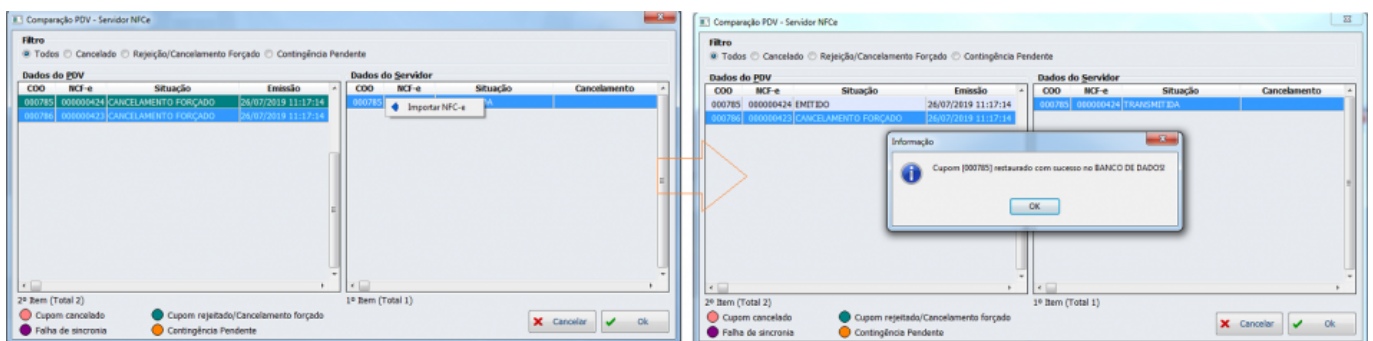 Comparação PDV - Servidor NFCe
Filtro
Todos Cancelado Rejeição/Cancelamento Forçado Contingência Pendente
Dados do PDV
COO NCF-e Situação Emissão
000785 000000424 CANCELAMENTO FORÇADO 26/07/2019 11:17:14
000786 000000423 CANCELAMENTO FORÇADO 26/07/2019 11:17:14
Dados do Servidor
COO NCF-e Situação Cancelamento
000785
Importar NFC-e
2º Item (Total 2)
1º Item (Total 1)
Cupom cancelado
Cupom rejeitado/Cancelamento forçado
Falha de sincronia
Contingência Pendente
Cancelar
Ok
Comparação PDV - Servidor NFCe
Filtro
Todos Cancelado Rejeição/Cancelamento Forçado Contingência Pendente
Dados do PDV
COO NCF-e Situação Emissão
000785 000000424 EMITIDO 26/07/2019 11:17:14
000786 000000423 CANCELAMENTO FORÇADO 26/07/2019 11:17:14
Dados do Servidor
COO NCF-e Situação Cancelamento
000785 000000424 TRANSMITIDA
Informação
Cupom [000785] restaurado com sucesso no BANCO DE DADOS!
OK
2º Item (Total 2)
1º Item (Total 1)
Cupom cancelado
Cupom rejeitado/Cancelamento forçado
Falha de sincronia
Contingência Pendente
Cancelar
Ok